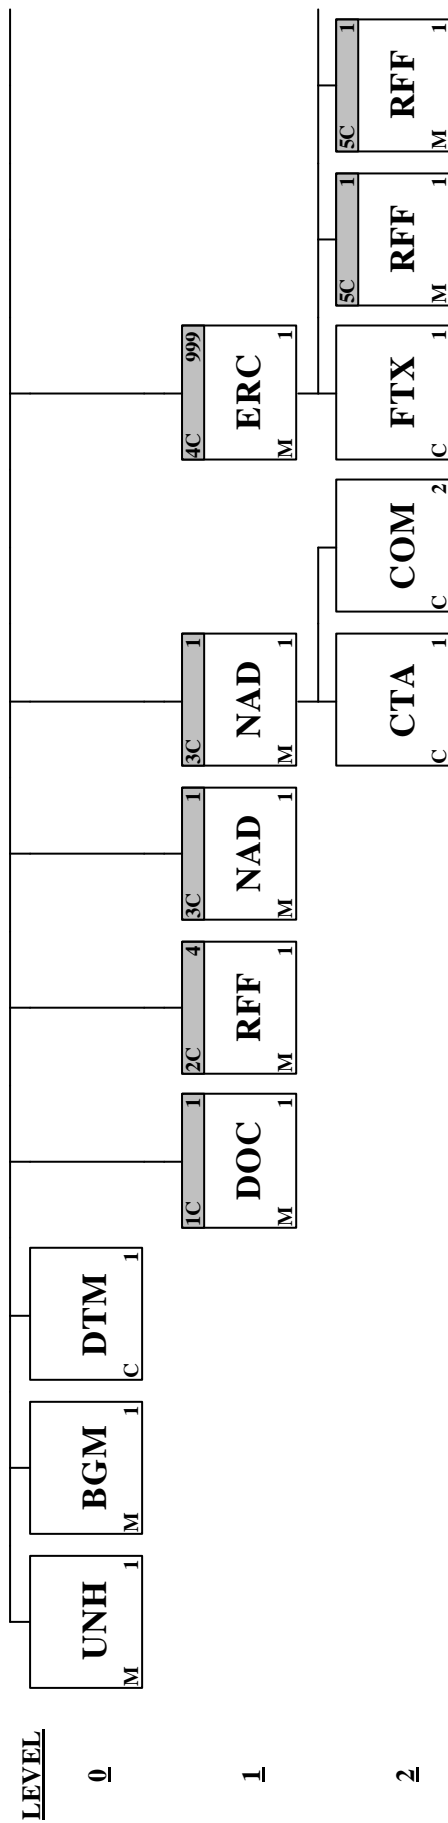 LEVEL
0
UNH
M 1
BGM
M 1
DTM
C 1
1
1C 1
DOC
M 1
2C 4
RFF
M 1
3C 1
NAD
M 1
3C 1
NAD
M 1
4C 999
ERC
M 1
2
CTA
C 1
COM
C 2
FTX
C 1
5C 1
RFF
M 1
5C 1
RFF
M 1